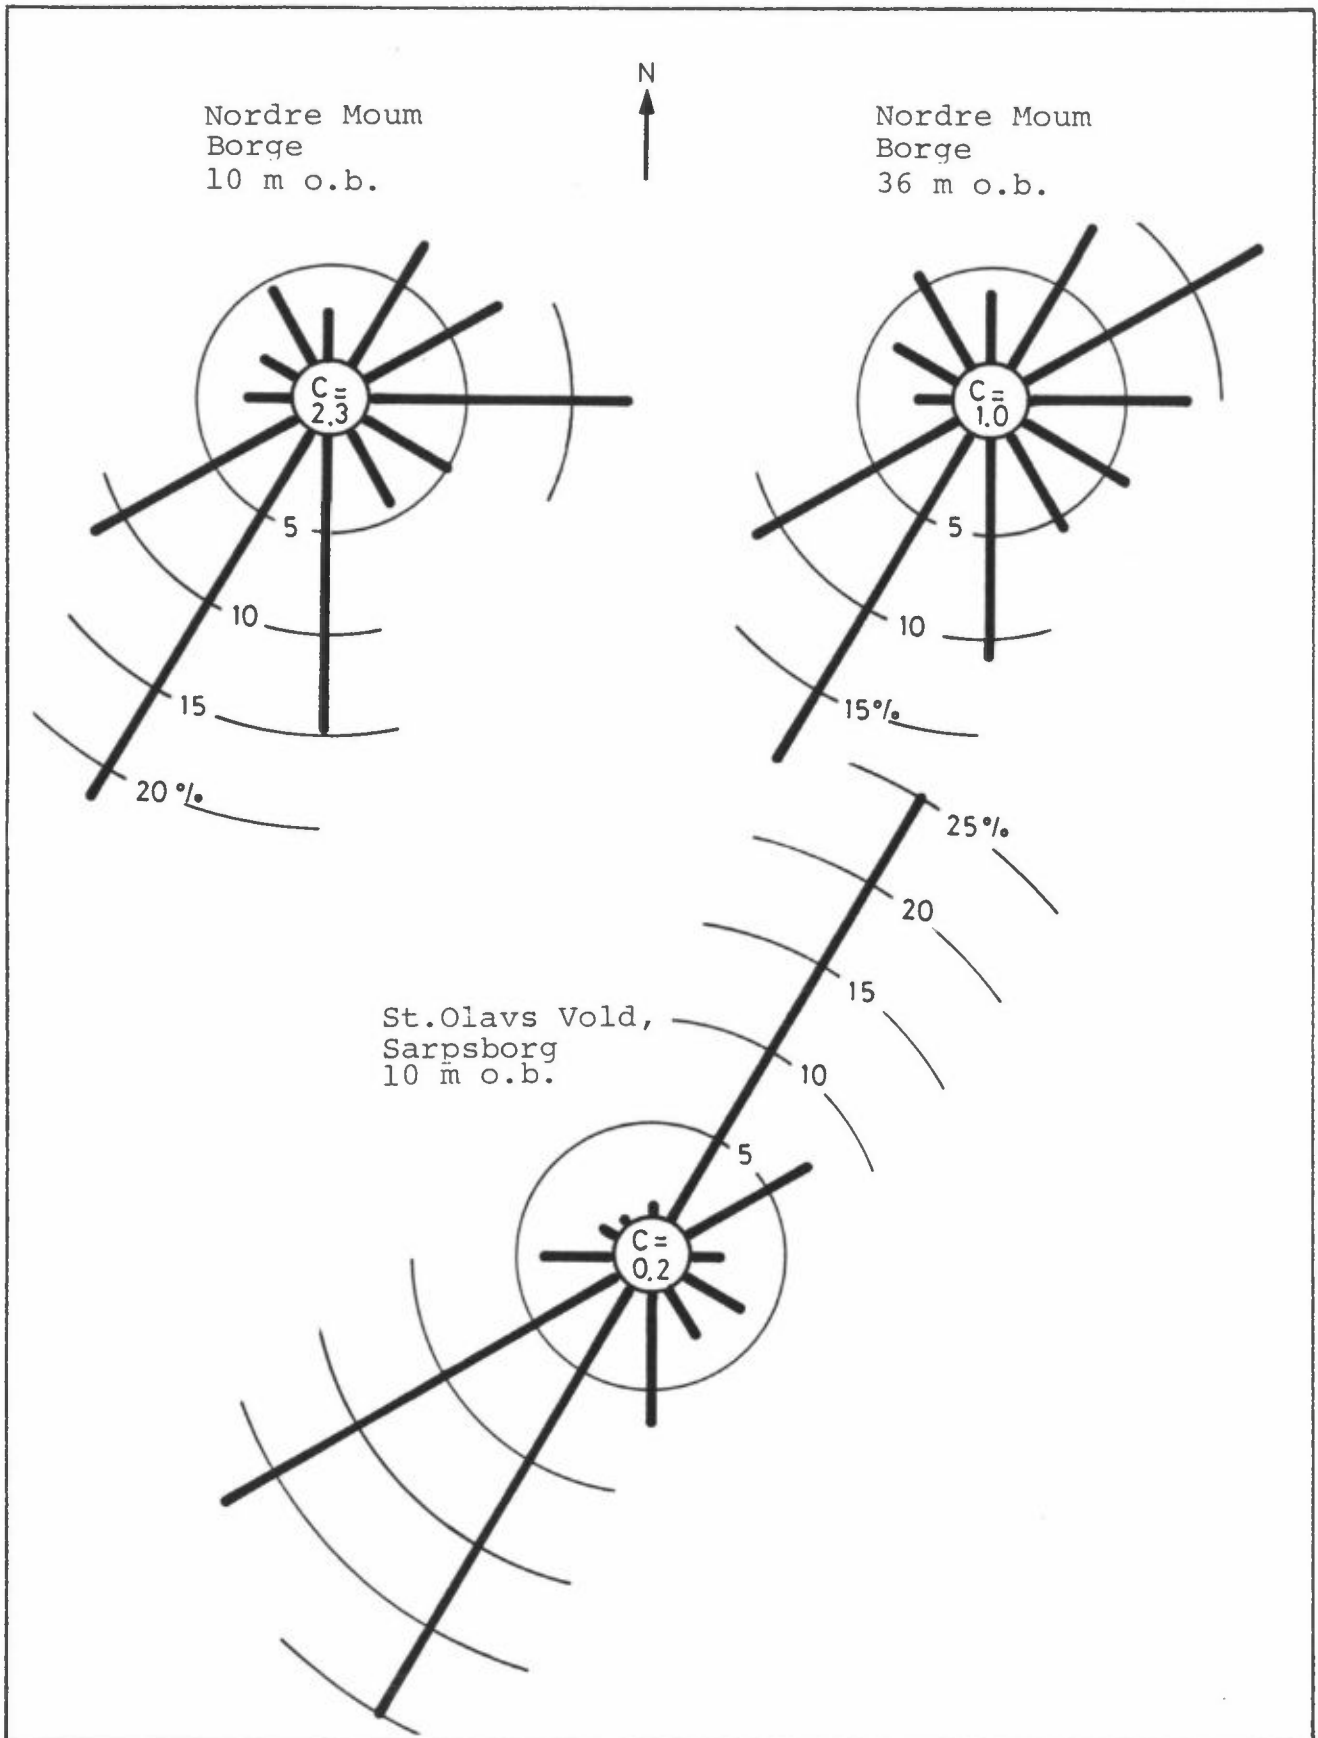 N
Nordre Moum
Borge
10 m o.b.
Nordre Moum
Borge
36 m o.b.
C=
2.3
5
10
15
20%
C=
1.0
5
10
15%
25%
20
15
10
5
St.Olavs Vold,
Sarpsborg
10 m o.b.
C=
0.2